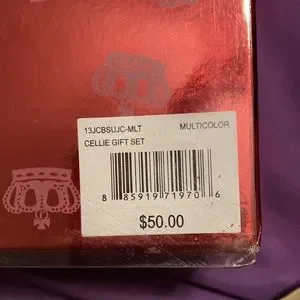 13JCBSUJC-MLT MULTICOLOR
CELLIE GIFT SET
8 85919 71970 6
$50.00